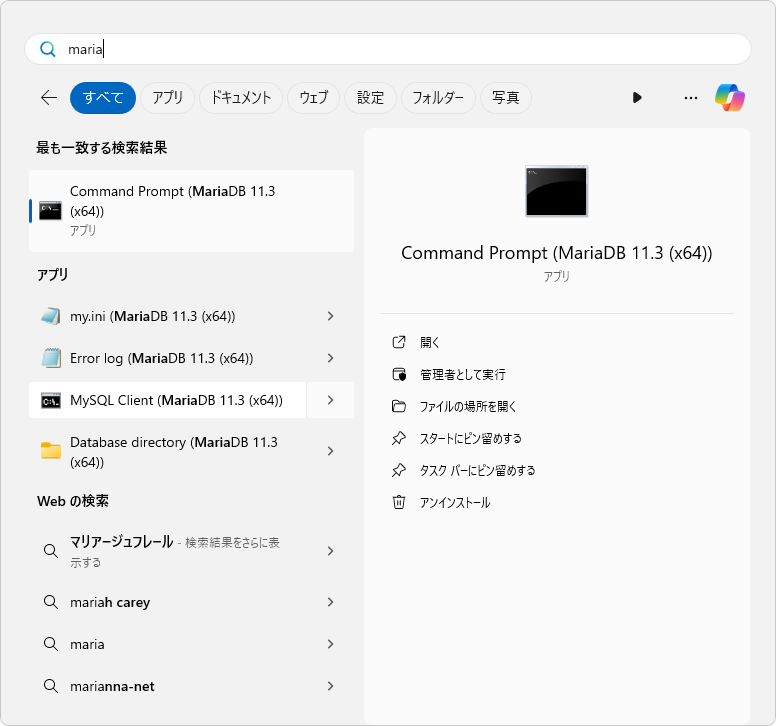 maria
すべて
アプリ
ドキュメント
ウェブ
設定
フォルダー
写真
最も一致する検索結果
Command Prompt (MariaDB 11.3
(x64))
アプリ
アプリ
my.ini (MariaDB 11.3 (x64))
Error log (MariaDB 11.3 (x64))
MySQL Client (MariaDB 11.3 (x64))
Database directory (MariaDB 11.3
(x64))
Web の検索
マリアージュフレール - 検索結果をさらに表
示する
mariah carey
maria
marianna-net
Command Prompt (MariaDB 11.3 (x64))
アプリ
開く
管理者として実行
ファイルの場所を開く
スタートにピン留めする
タスク バーにピン留めする
アンインストール